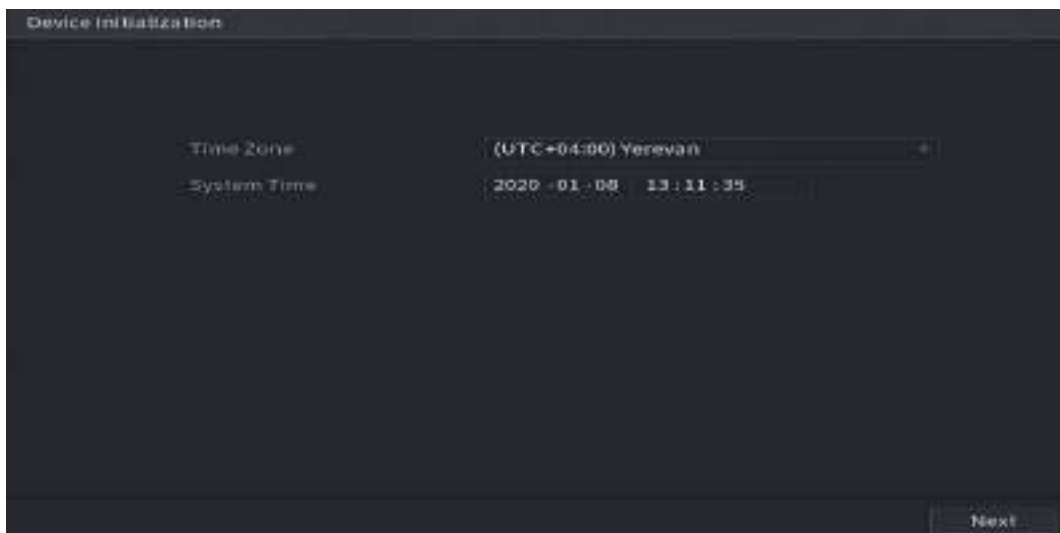 Device Initialization
Time Zone (UTC+04:00) Yerevan
System Time 2020 - 01 - 08 13 : 11 : 35
Next